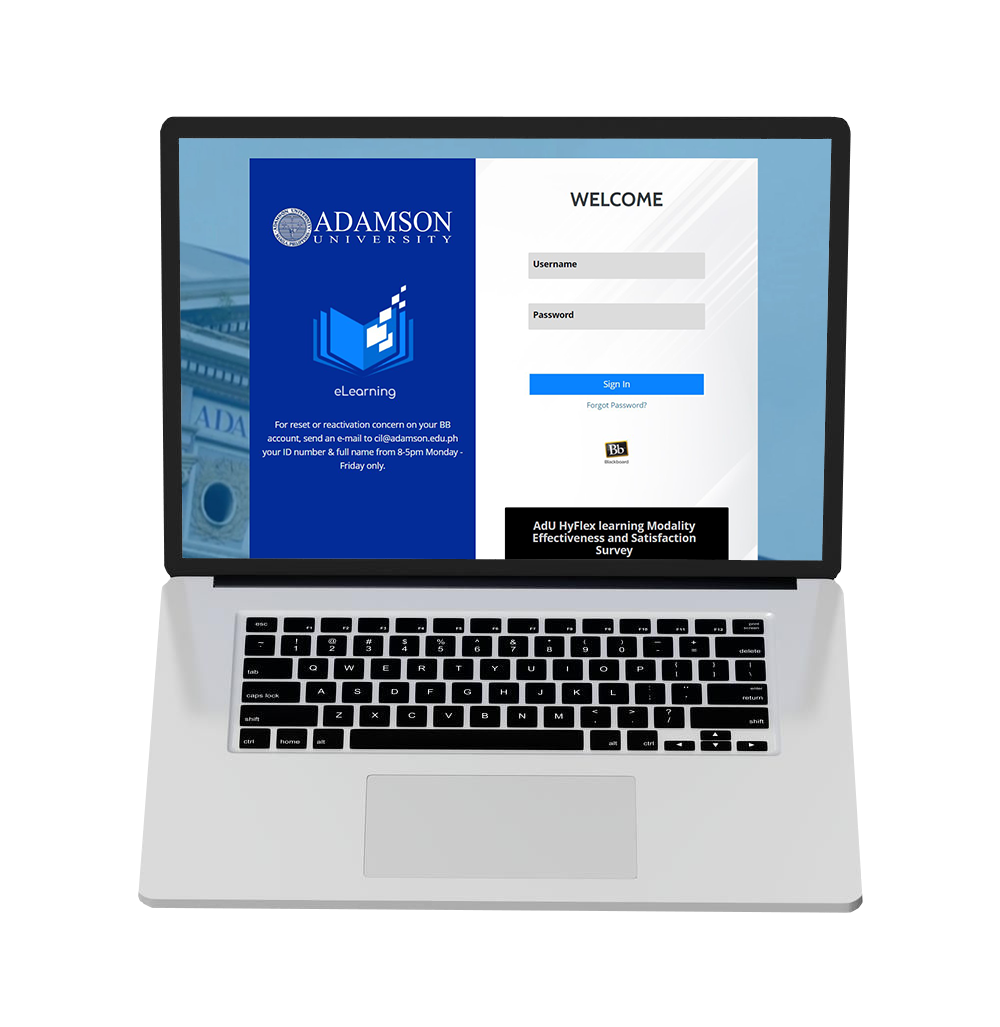 ADAMSON
UNIVERSITY
eLearning
For reset or reactivation concern on your BB
account, send an e-mail to cil@adamson.edu.ph
your ID number & full name from 8-5pm Monday -
Friday only.
WELCOME
Username
Password
Sign In
Forgot Password?
Bb
Blackboard
AdU HyFlex learning Modality
Effectiveness and Satisfaction
Survey
ADA
esc F1 F2 F3 F4 F5 F6 F7 F8 F9 F10 F11 F12 print
screen
~ ! @ # $ % ^ & * ( ) _ +
1 2 3 4 5 6 7 8 9 0 delete
tab Q W E R T Y U I O P { } |
caps lock A S D F G H J K L : " enter
return
shift Z X C V B N M < > ? shift
. /
ctrl home alt alt ctrl ◄ ▲ ▼ ►